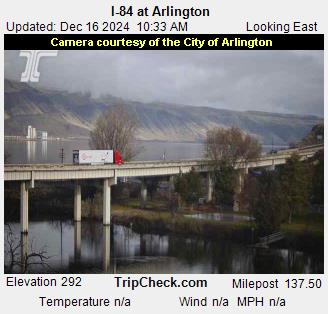 I-84 at Arlington
Updated: Dec 16 2024 10:33 AM Looking East
Camera courtesy of the City of Arlington
Elevation 292 TripCheck.com Milepost 137.50
Temperature n/a Wind n/a MPH n/a